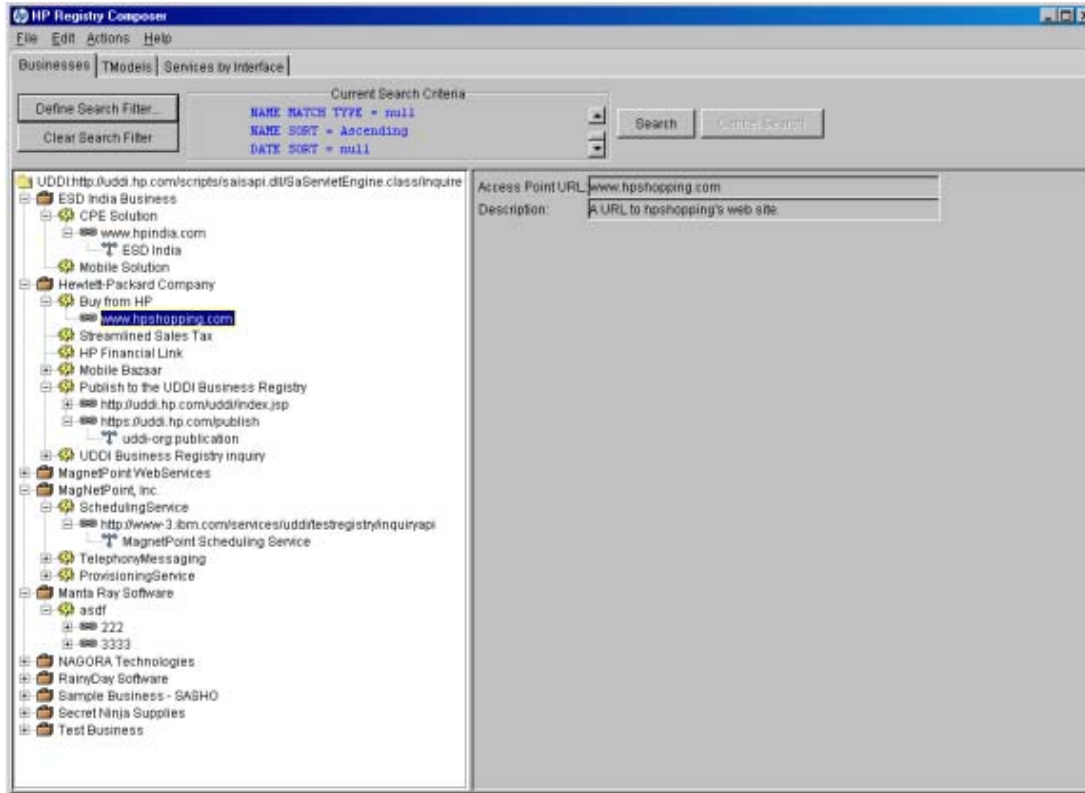 HP Registry Composer
File Edit Actions Help
Businesses TModels Services by Interface
Current Search Criteria
Define Search Filter...
Clear Search Filter
NAME MATCH TYPE = null
NAME SORT = Ascending
DATE SORT = null
Search Cancel Search
UDDI:http://uddi.hp.com/scripts/saisapi.dll/SaServletEngine.class/inquire
ESD India Business
CPE Solution
www.hpindia.com
ESD India
Mobile Solution
Hewlett-Packard Company
Buy from HP
www.hpshopping.com
Streamlined Sales Tax
HP Financial Link
Mobile Bazaar
Publish to the UDDI Business Registry
http://uddi.hp.com/uddi/index.jsp
https://uddi.hp.com/publish
uddi-org:publication
UDDI Business Registry inquiry
MagnetPoint WebServices
MagNetPoint, Inc.
SchedulingService
http://www-3.ibm.com/services/uddi/testregistry/inquiryapi
MagnetPoint Scheduling Service
TelephonyMessaging
ProvisioningService
Manta Ray Software
asdf
222
3333
NAGORA Technologies
RainyDay Software
Sample Business - SASHO
Secret Ninja Supplies
Test Business
Access Point URL: www.hpshopping.com
Description: A URL to hpshopping's web site.